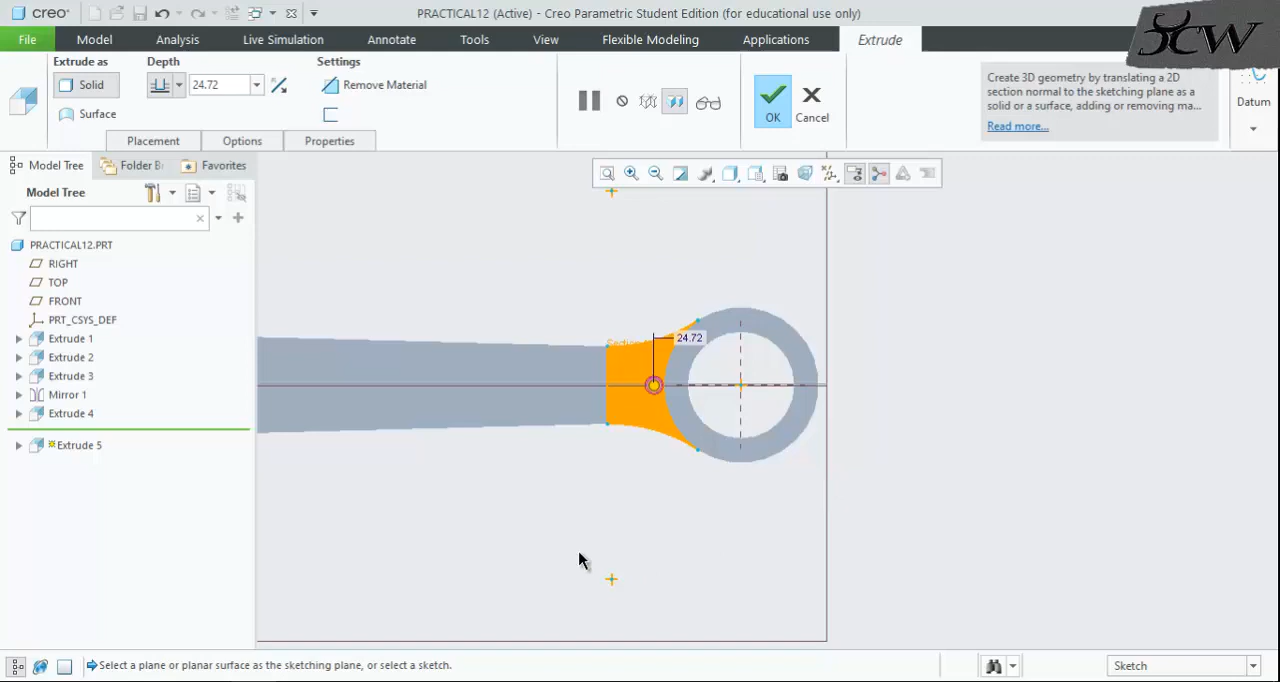 creo® PRACTICAL12 (Active) - Creo Parametric Student Edition (for educational use only)
File Model Analysis Live Simulation Annotate Tools View Flexible Modeling Applications Extrude
JCW
Extrude as Depth Settings
Solid 24.72 Remove Material
Surface
OK Cancel
Create 3D geometry by translating a 2D
section normal to the sketching plane as a
solid or a surface, adding or removing ma...
Read more...
Datum
Placement Options Properties
Model Tree Folder B Favorites
Model Tree
PRACTICAL12.PRT
RIGHT
TOP
FRONT
PRT_CSYS_DEF
Extrude 1
Extrude 2
Extrude 3
Mirror 1
Extrude 4
Extrude 5
24.72
Select a plane or planar surface as the sketching plane, or select a sketch.
Sketch